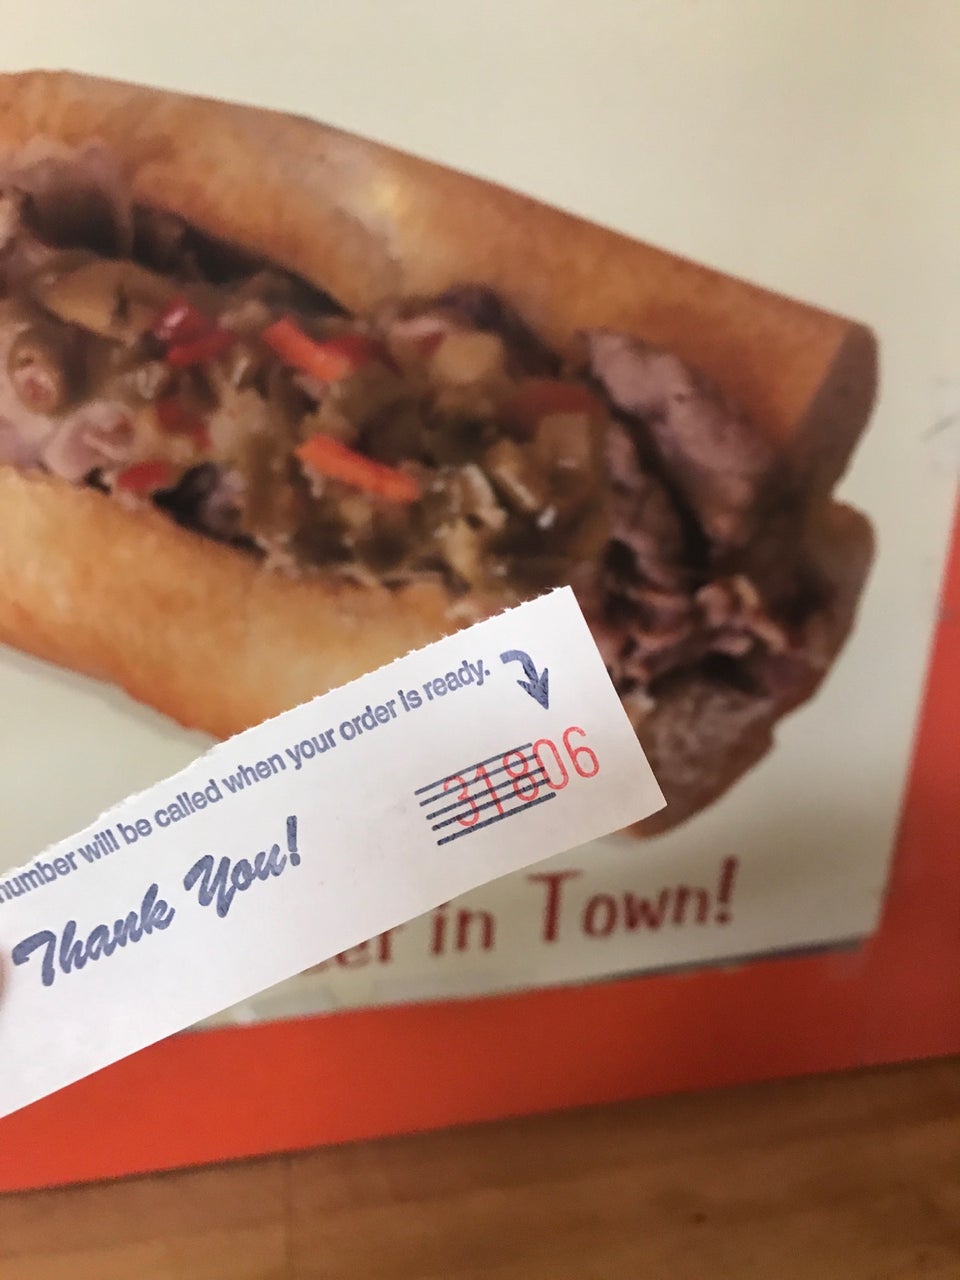 number will be called when your order is ready.
31806
Thank You!
in Town!